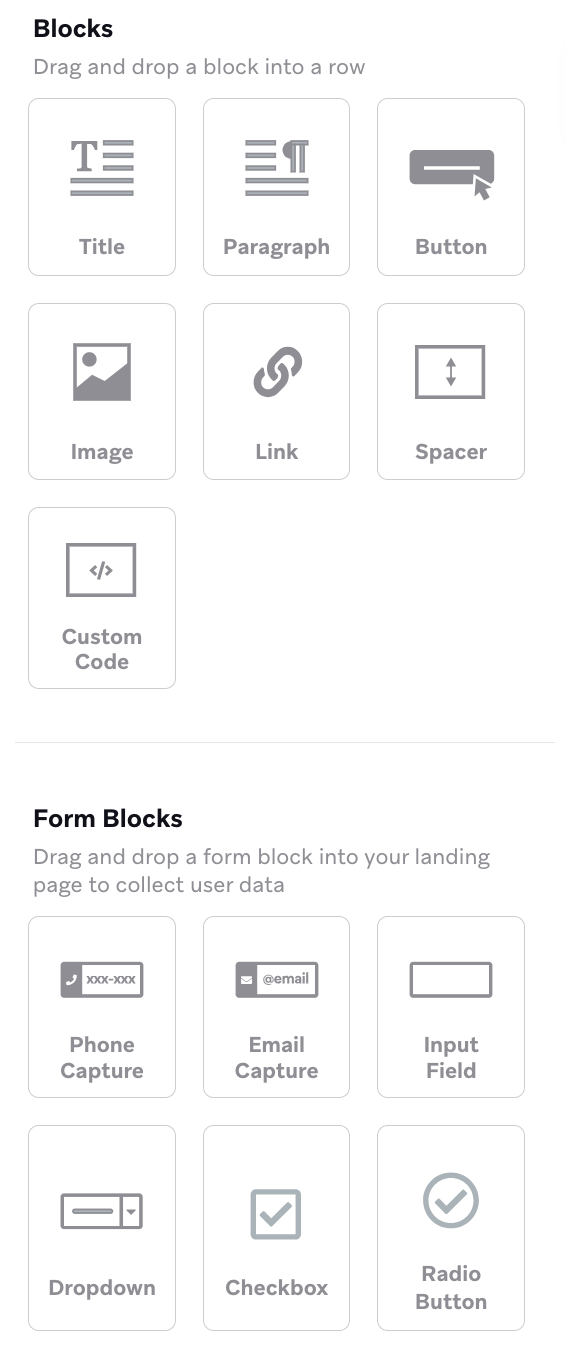 Blocks
Drag and drop a block into a row
T
Title
Paragraph
Button
Image
Link
Spacer
</>
Custom
Code
Form Blocks
Drag and drop a form block into your landing
page to collect user data
xxx-xxx
Phone
Capture
@email
Email
Capture
Input
Field
Dropdown
Checkbox
Radio
Button